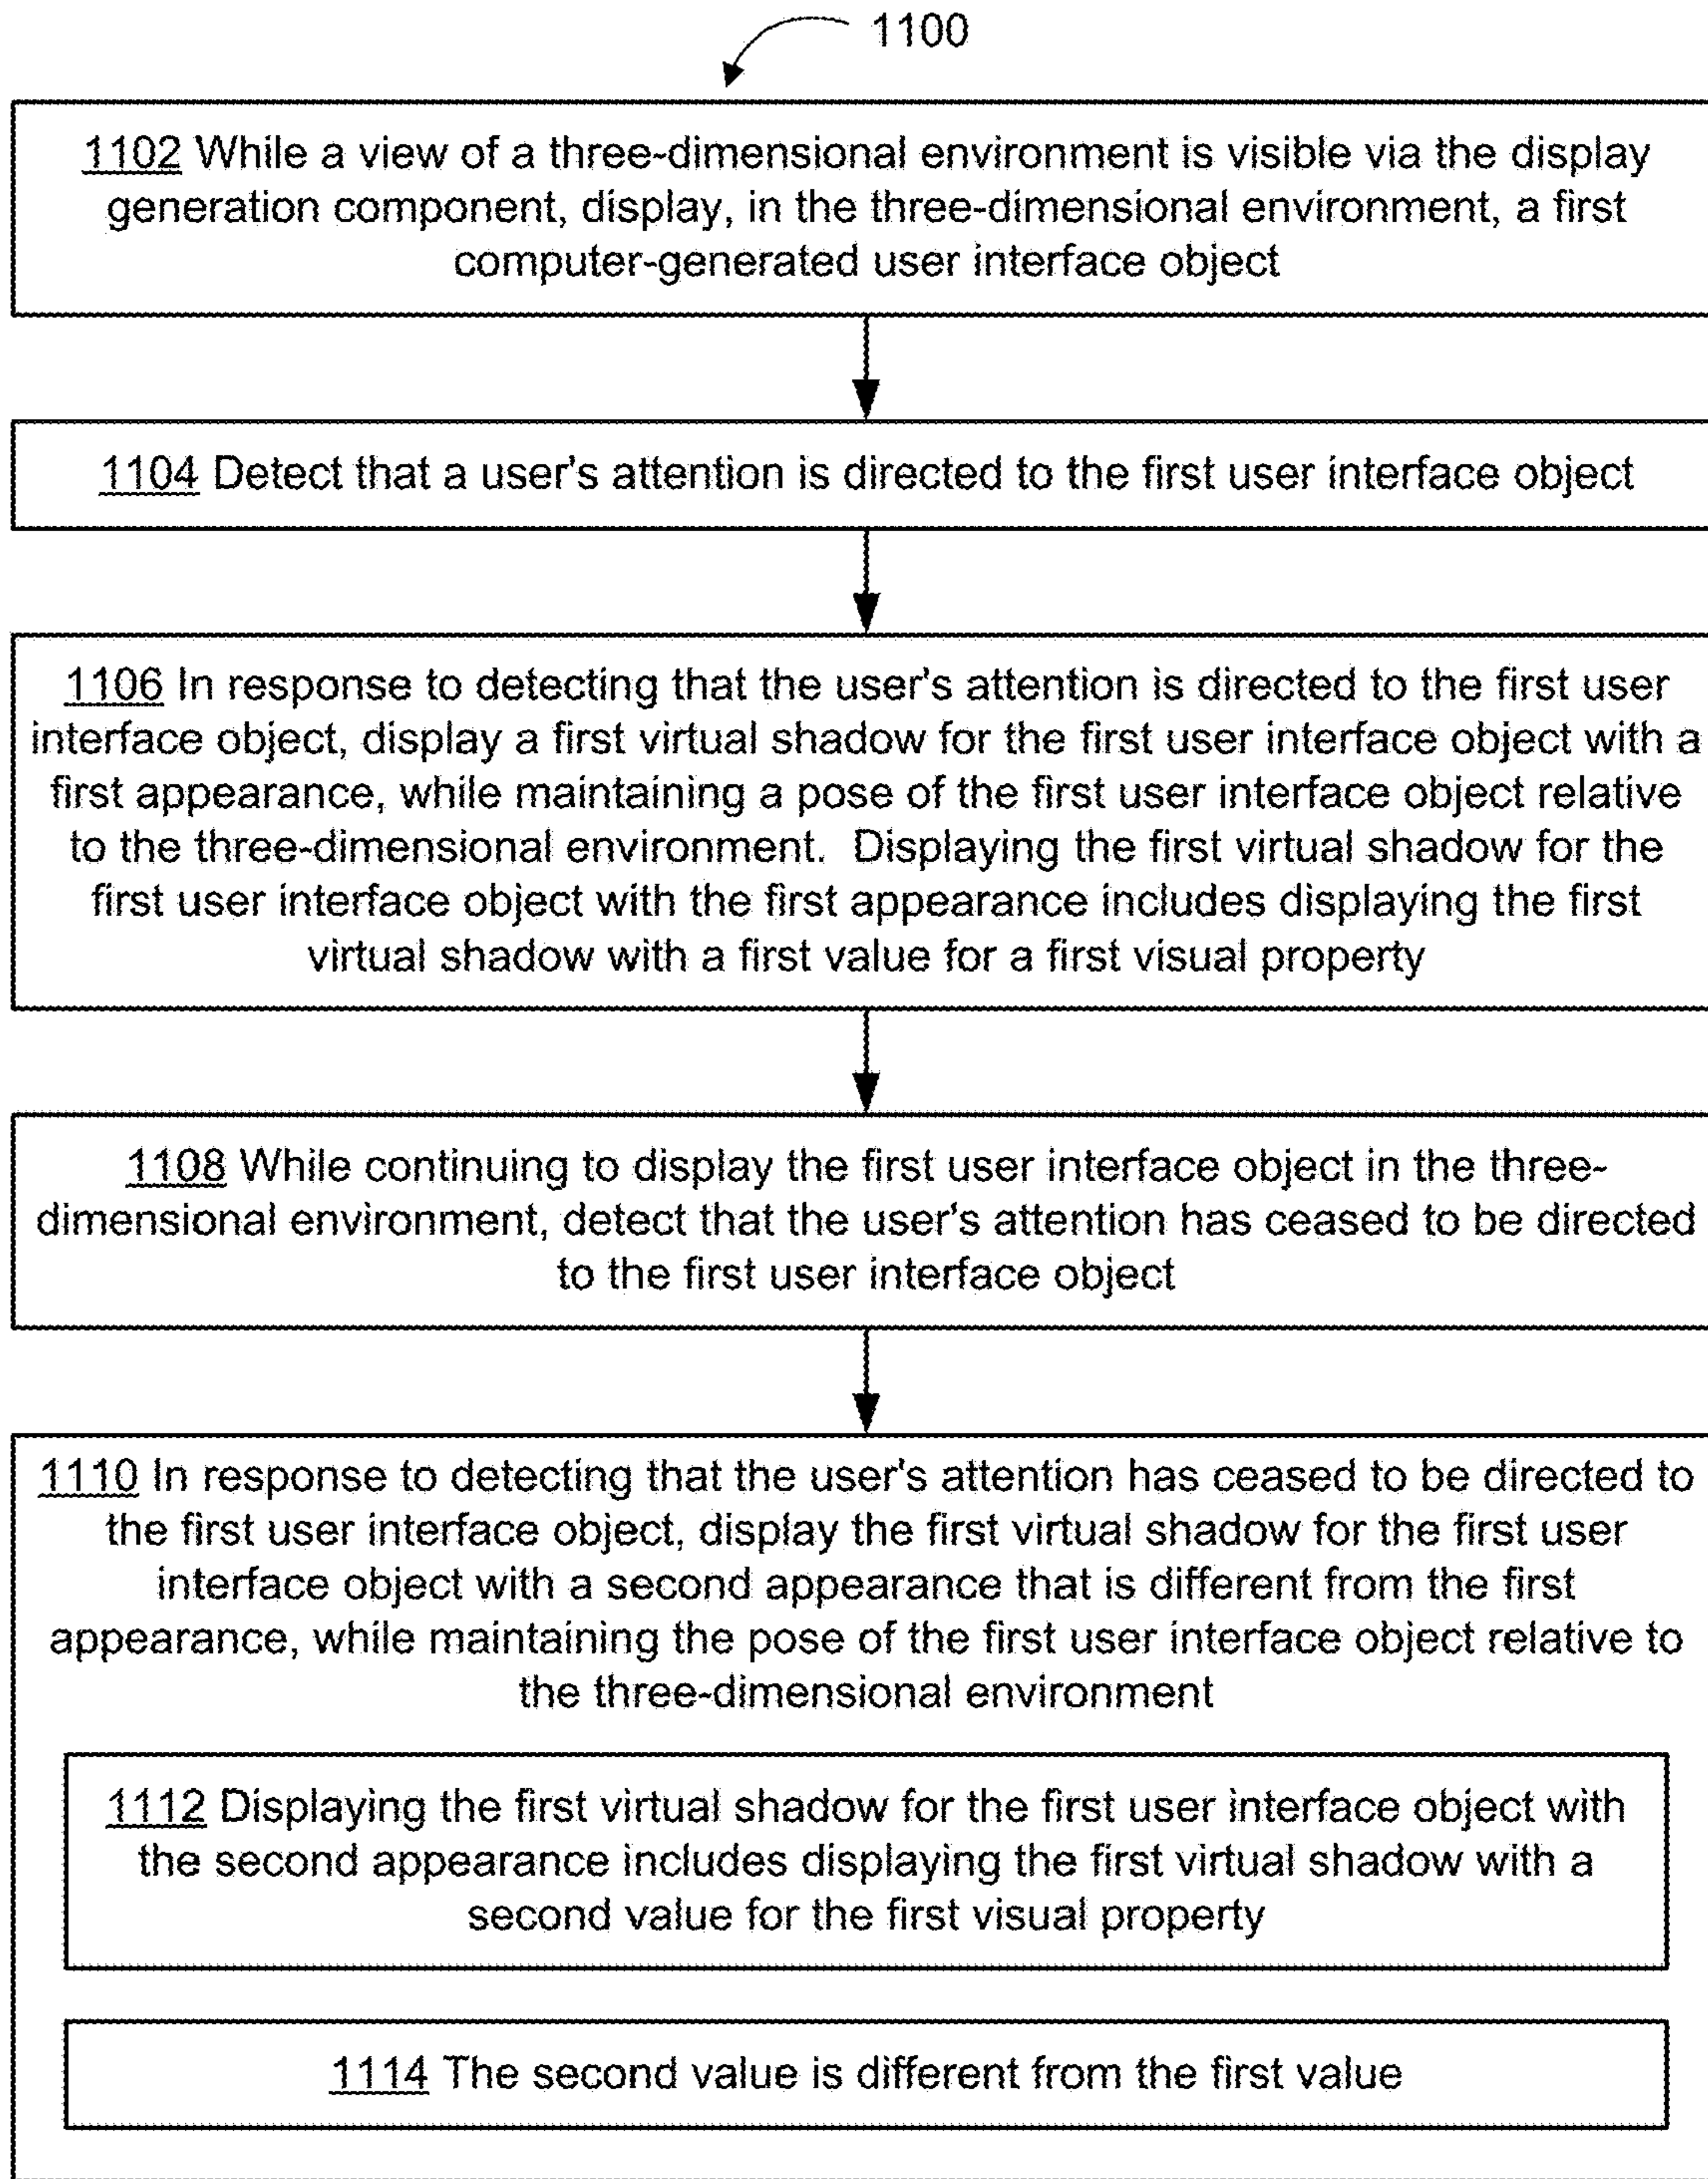 1100
1102 While a view of a three-dimensional environment is visible via the display
generation component, display, in the three-dimensional environment, a first
computer-generated user interface object
1104 Detect that a user's attention is directed to the first user interface object
1106 In response to detecting that the user's attention is directed to the first user
interface object, display a first virtual shadow for the first user interface object with a
first appearance, while maintaining a pose of the first user interface object relative
to the three-dimensional environment. Displaying the first virtual shadow for the
first user interface object with the first appearance includes displaying the first
virtual shadow with a first value for a first visual property
1108 While continuing to display the first user interface object in the three-
dimensional environment, detect that the user's attention has ceased to be directed
to the first user interface object
1110 In response to detecting that the user's attention has ceased to be directed to
the first user interface object, display the first virtual shadow for the first user
interface object with a second appearance that is different from the first
appearance, while maintaining the pose of the first user interface object relative to
the three-dimensional environment
1112 Displaying the first virtual shadow for the first user interface object with
the second appearance includes displaying the first virtual shadow with a
second value for the first visual property
1114 The second value is different from the first value